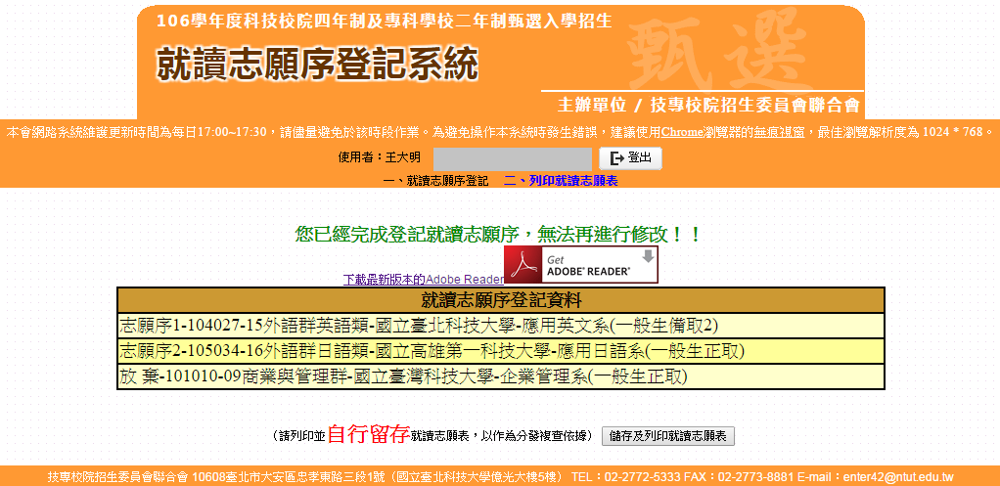 106學年度科技校院四年制及專科學校二年制甄選入學招生
甄選
就讀志願序登記系統
主辦單位 / 技專校院招生委員會聯合會
本會網路系統維護更新時間為每日17:00~17:30，請儘量避免於該時段作業。為避免操作本系統時發生錯誤，建議使用Chrome瀏覽器的無痕視窗，最佳瀏覽解析度為 1024 * 768。
使用者：王大明 登出
一、就讀志願序登記 二、列印就讀志願表
您已經完成登記就讀志願序，無法再進行修改！！
下載最新版本的Adobe Reader Get ADOBE® READER®
就讀志願序登記資料
志願序1-104027-15外語群英語類-國立臺北科技大學-應用英文系(一般生備取2)
志願序2-105034-16外語群日語類-國立高雄第一科技大學-應用日語系(一般生正取)
放 棄-101010-09商業與管理群-國立臺灣科技大學-企業管理系(一般生正取)
（請列印並自行留存就讀志願表，以作為分發複查依據） 儲存及列印就讀志願表
技專校院招生委員會聯合會 10608臺北市大安區忠孝東路三段1號（國立臺北科技大學億光大樓5樓） TEL：02-2772-5333 FAX：02-2773-8881 E-mail：enter42@ntut.edu.tw